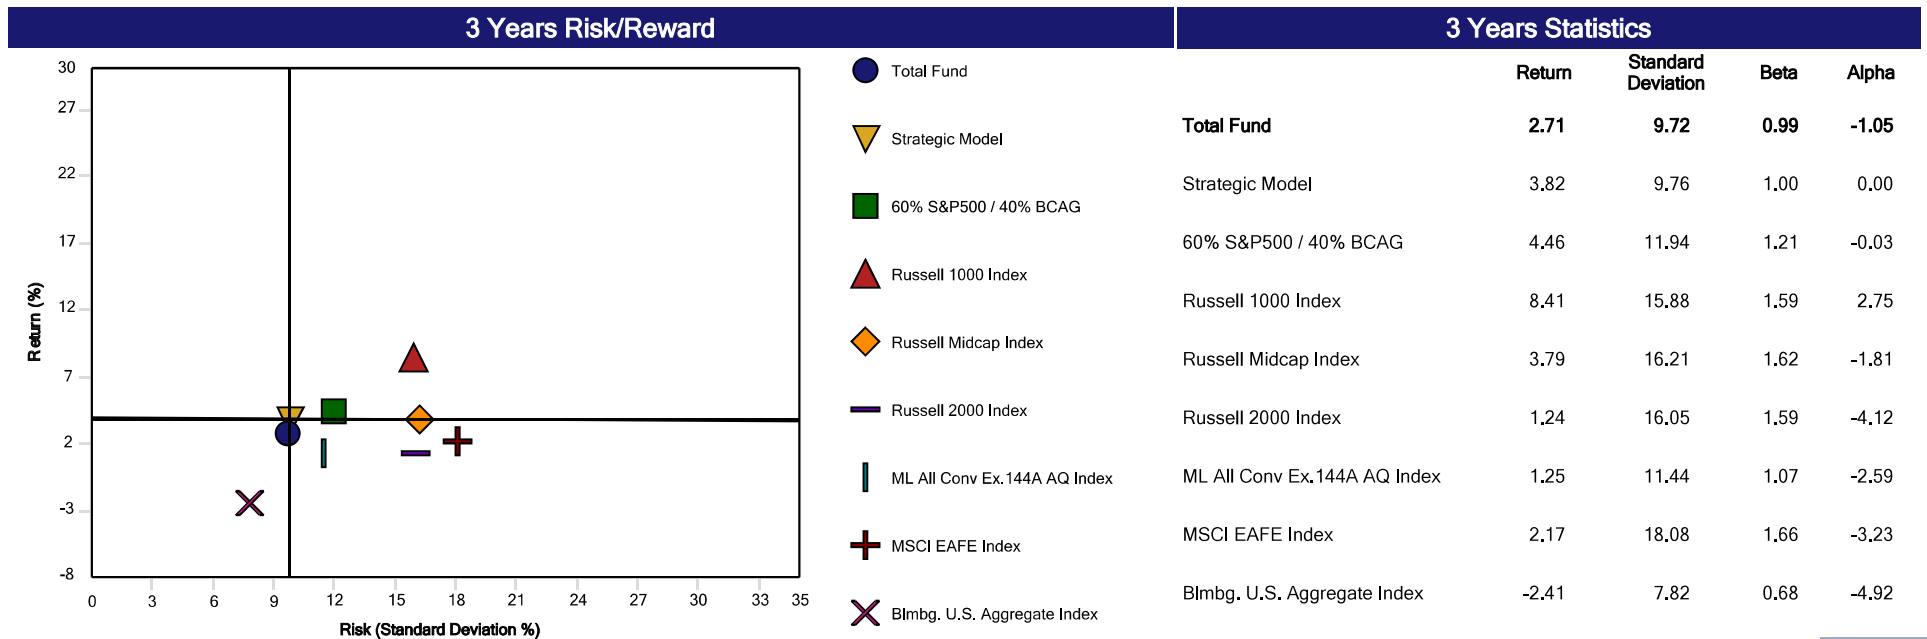 3 Years Risk/Reward
30
27
22
17
12
7
2
-3
-8
Return (%)
0 3 6 9 12 15 18 21 24 27 30 33 35
Risk (Standard Deviation %)
Total Fund
Strategic Model
60% S&P500 / 40% BCAG
Russell 1000 Index
Russell Midcap Index
Russell 2000 Index
ML All Conv Ex.144A AQ Index
MSCI EAFE Index
Blmbg. U.S. Aggregate Index
3 Years Statistics
Return Standard Deviation Beta Alpha
Total Fund 2.71 9.72 0.99 -1.05
Strategic Model 3.82 9.76 1.00 0.00
60% S&P500 / 40% BCAG 4.46 11.94 1.21 -0.03
Russell 1000 Index 8.41 15.88 1.59 2.75
Russell Midcap Index 3.79 16.21 1.62 -1.81
Russell 2000 Index 1.24 16.05 1.59 -4.12
ML All Conv Ex.144A AQ Index 1.25 11.44 1.07 -2.59
MSCI EAFE Index 2.17 18.08 1.66 -3.23
Blmbg. U.S. Aggregate Index -2.41 7.82 0.68 -4.92